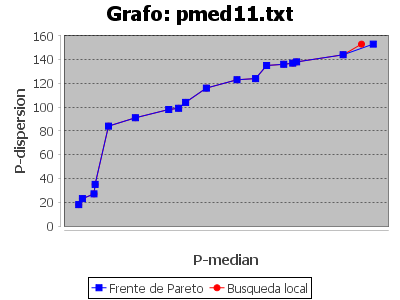 Grafo: pmed11.txt
160
140
120
100
80
60
40
20
0
P-dispersion
P-median
Frente de Pareto Busqueda local